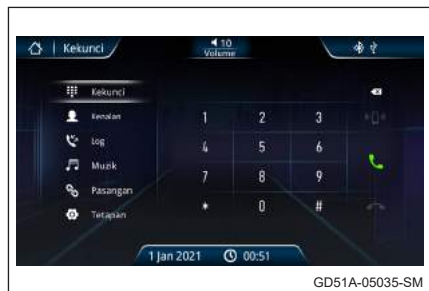 Kekunci
10
Volume
Kekunci
Kenalan
Log
Muzik
Pasangan
Tetapan
1 2 3
4 5 6
7 8 9
* 0 #
1 Jan 2021 00:51
GD51A-05035-SM